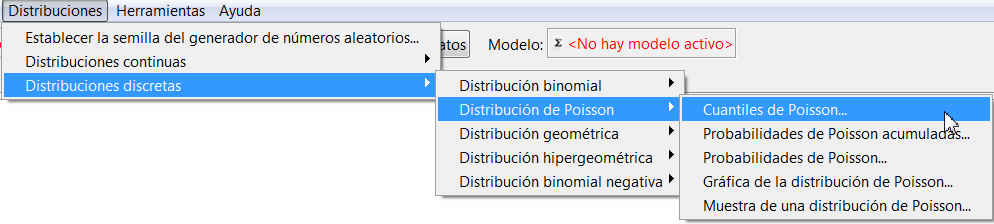 Distribuciones Herramientas Ayuda
Establecer la semilla del generador de números aleatorios...
atos Modelo: Σ <No hay modelo activo>
Distribuciones continuas
Distribuciones discretas
Distribución binomial
Distribución de Poisson
Distribución geométrica
Distribución hipergeométrica
Distribución binomial negativa
Cuantiles de Poisson...
Probabilidades de Poisson acumuladas...
Probabilidades de Poisson...
Gráfica de la distribución de Poisson...
Muestra de una distribución de Poisson...